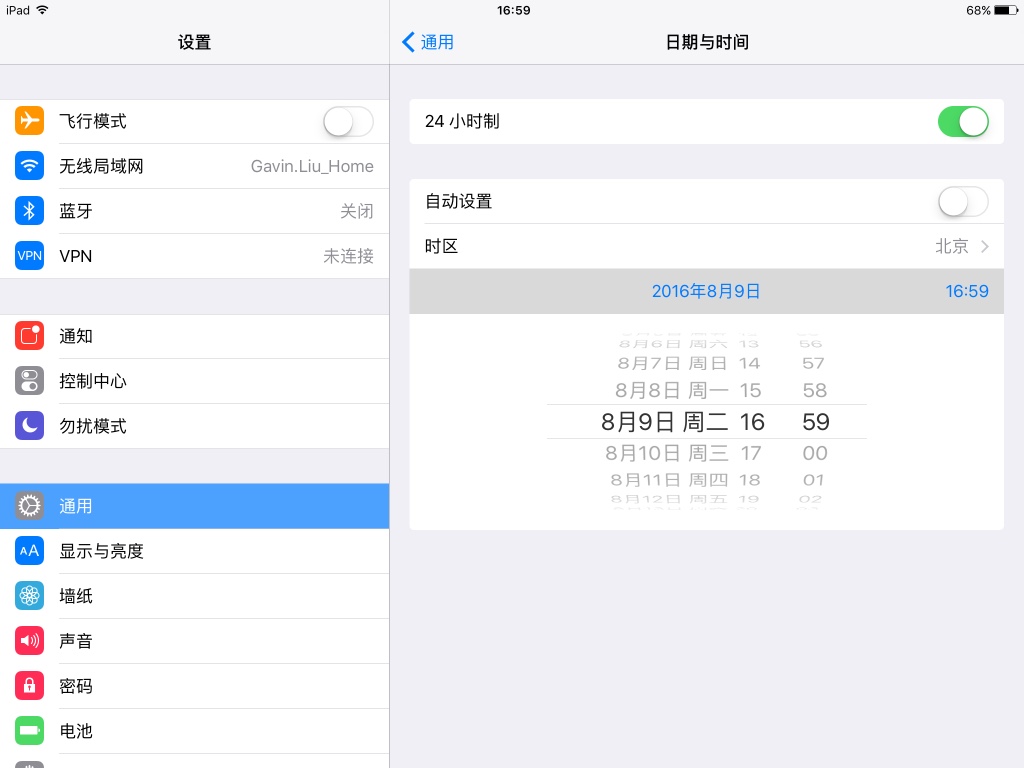 iPad
16:59
68%
设置
通用
日期与时间
飞行模式
无线局域网 Gavin.Liu_Home
蓝牙 关闭
VPN VPN 未连接
通知
控制中心
勿扰模式
通用
AA 显示与亮度
墙纸
声音
密码
电池
24 小时制
自动设置
时区 北京
2016年8月9日 16:59
8月6日 周六 13 56
8月7日 周日 14 57
8月8日 周一 15 58
8月9日 周二 16 59
8月10日 周三 17 00
8月11日 周四 18 01
8月12日 周五 19 02